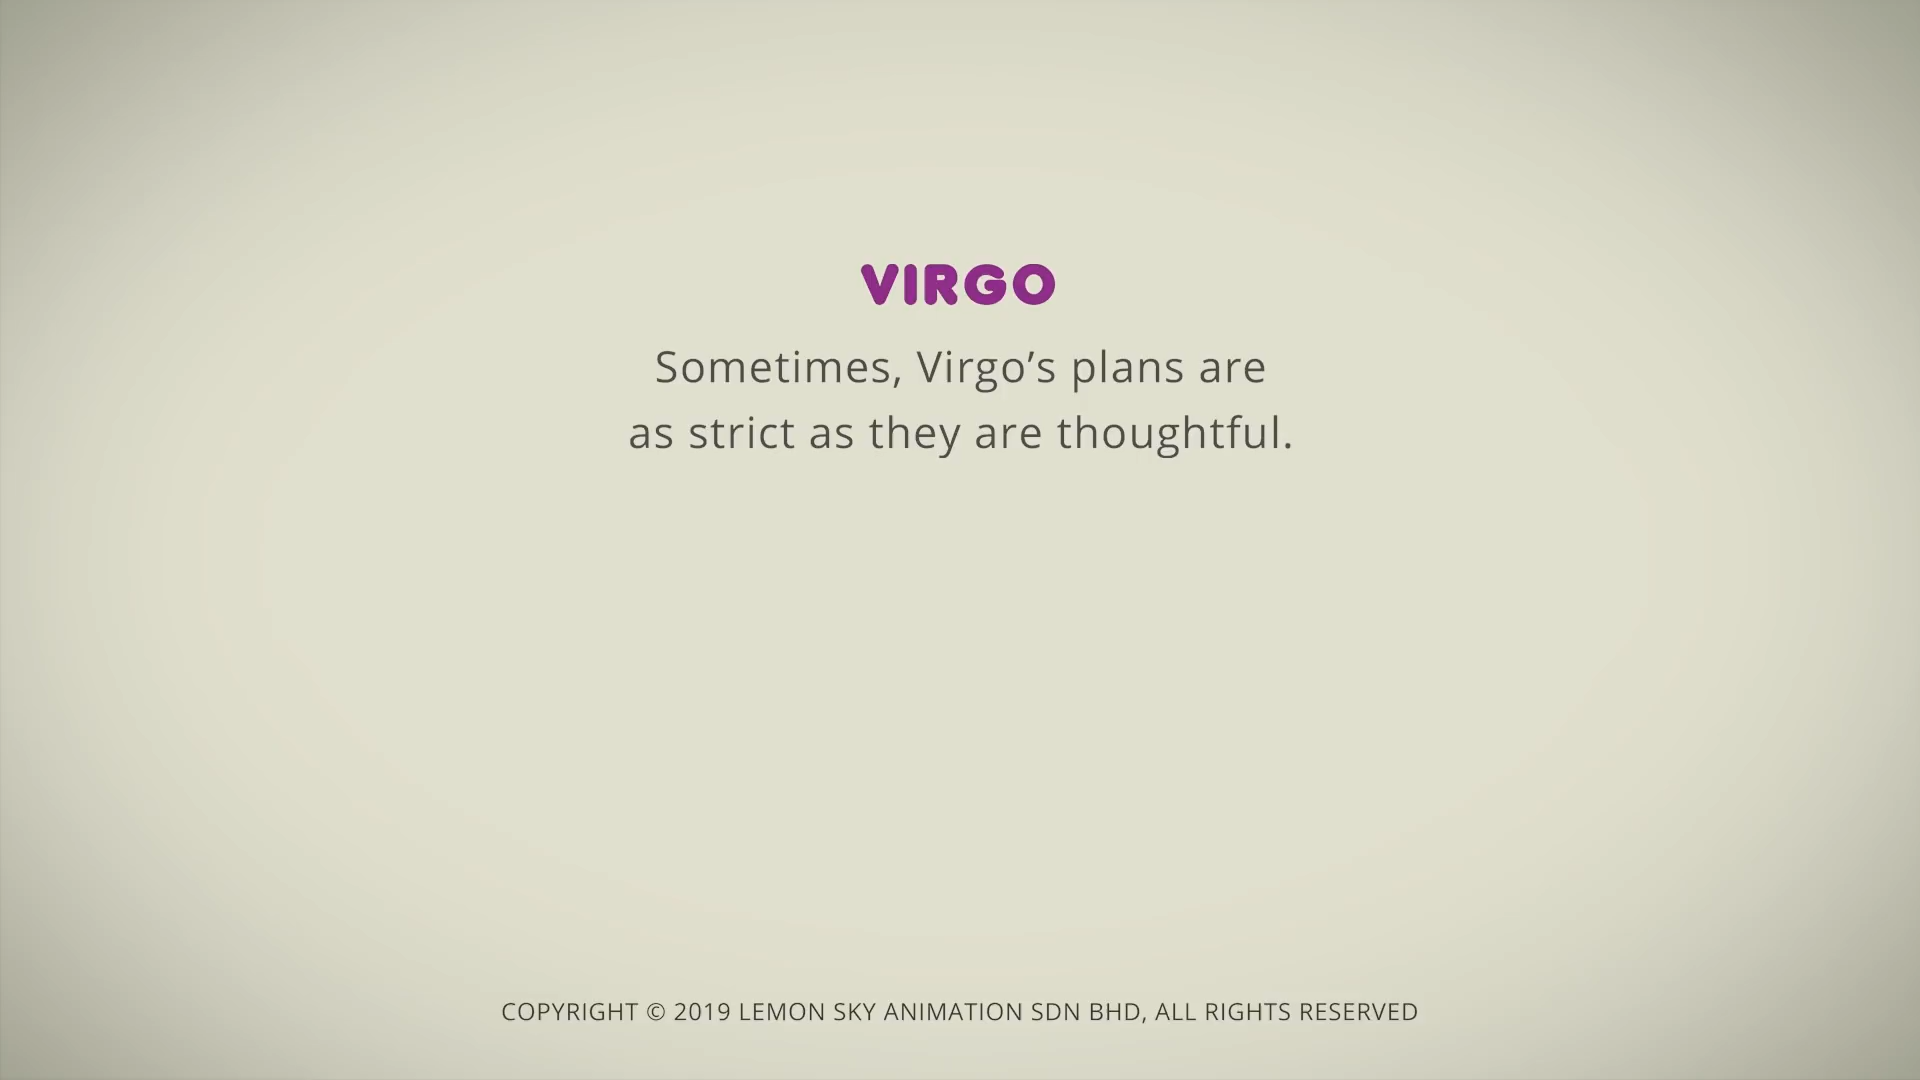 VIRGO
Sometimes, Virgo’s plans are
as strict as they are thoughtful.
COPYRIGHT © 2019 LEMON SKY ANIMATION SDN BHD, ALL RIGHTS RESERVED